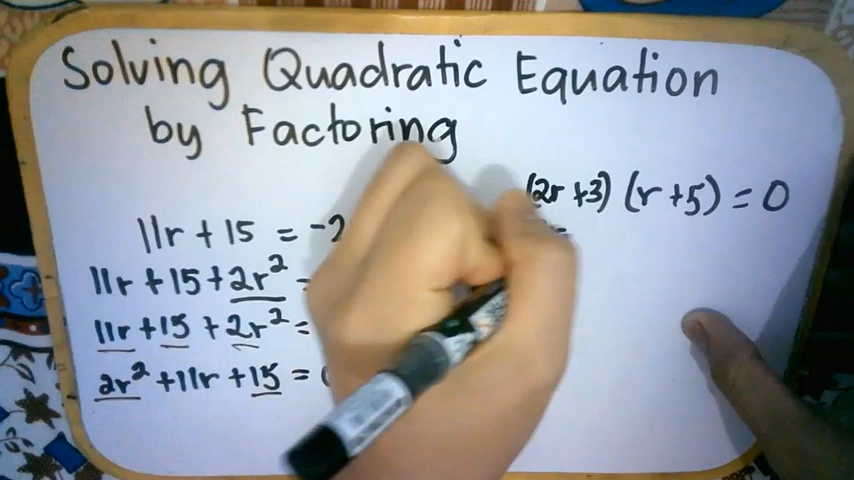 Solving Quadratic Equation
by Factoring
11r + 15 = -2
11r + 15 + 2r²
11r + 15 + 2r² =
2r² + 11r + 15 =
(2r + 3) (r + 5) = 0